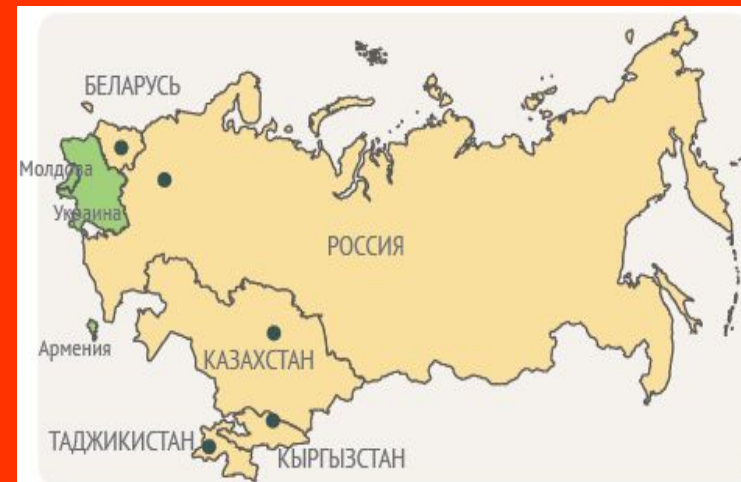 БЕЛАРУСЬ
Молдова
Украина
РОССИЯ
Армения
КАЗАХСТАН
ТАДЖИКИСТАН
КЫРГЫЗСТАН